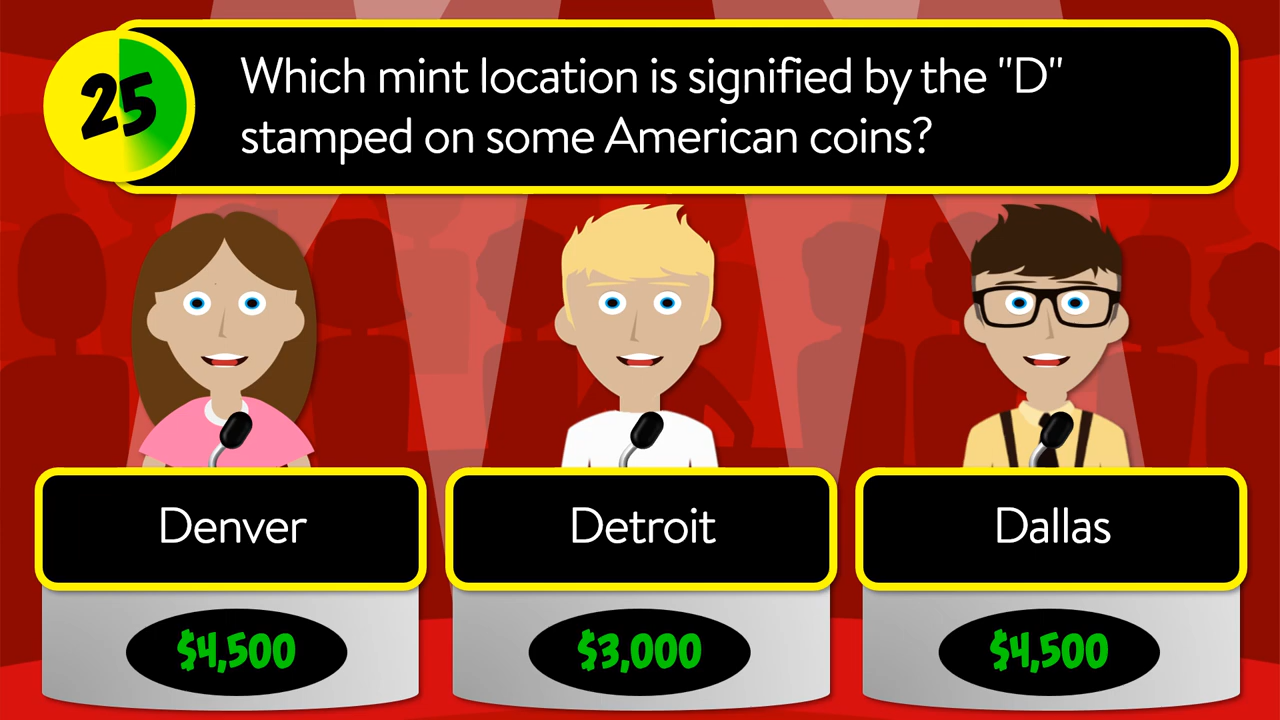 25
Which mint location is signified by the "D"
stamped on some American coins?
Denver
Detroit
Dallas
$4,500
$3,000
$4,500